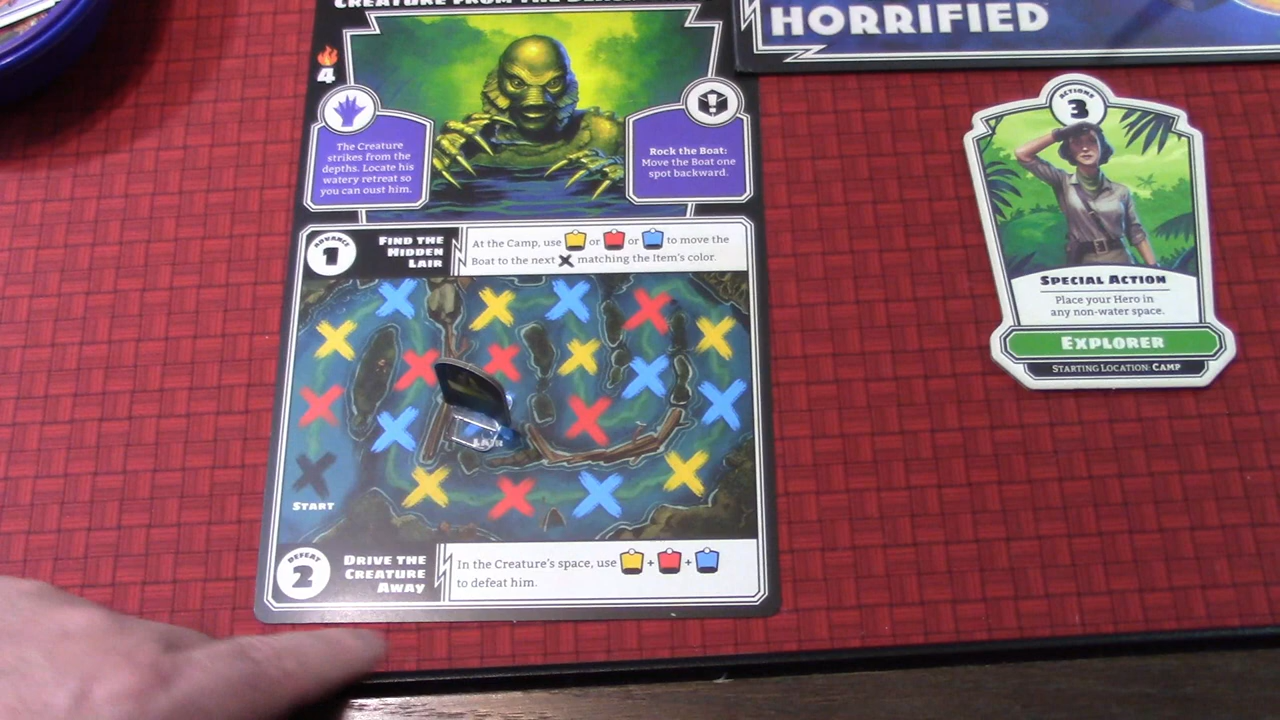 CREATURE FROM THE
HORRIFIED
4
The Creature
strikes from the
depths. Locate his
watery retreat so
you can oust him.
Rock the Boat:
Move the Boat one
spot backward.
ADVANCE
1
FIND THE
HIDDEN
LAIR
At the Camp, use or or to move the
Boat to the next matching the Item's color.
LAIR
START
DEFEAT
2
DRIVE THE
CREATURE
AWAY
In the Creature's space, use + +
to defeat him.
ACTIONS
3
SPECIAL ACTION
Place your Hero in
any non-water space.
EXPLORER
STARTING LOCATION: CAMP